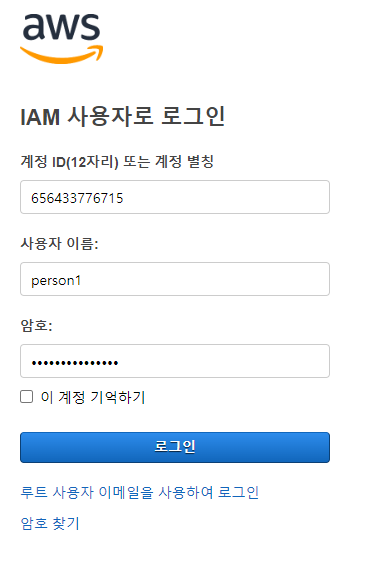 aws
IAM 사용자로 로그인
계정 ID(12자리) 또는 계정 별칭
656433776715
사용자 이름:
person1
암호:
•••••••••••••••
이 계정 기억하기
로그인
루트 사용자 이메일을 사용하여 로그인
암호 찾기